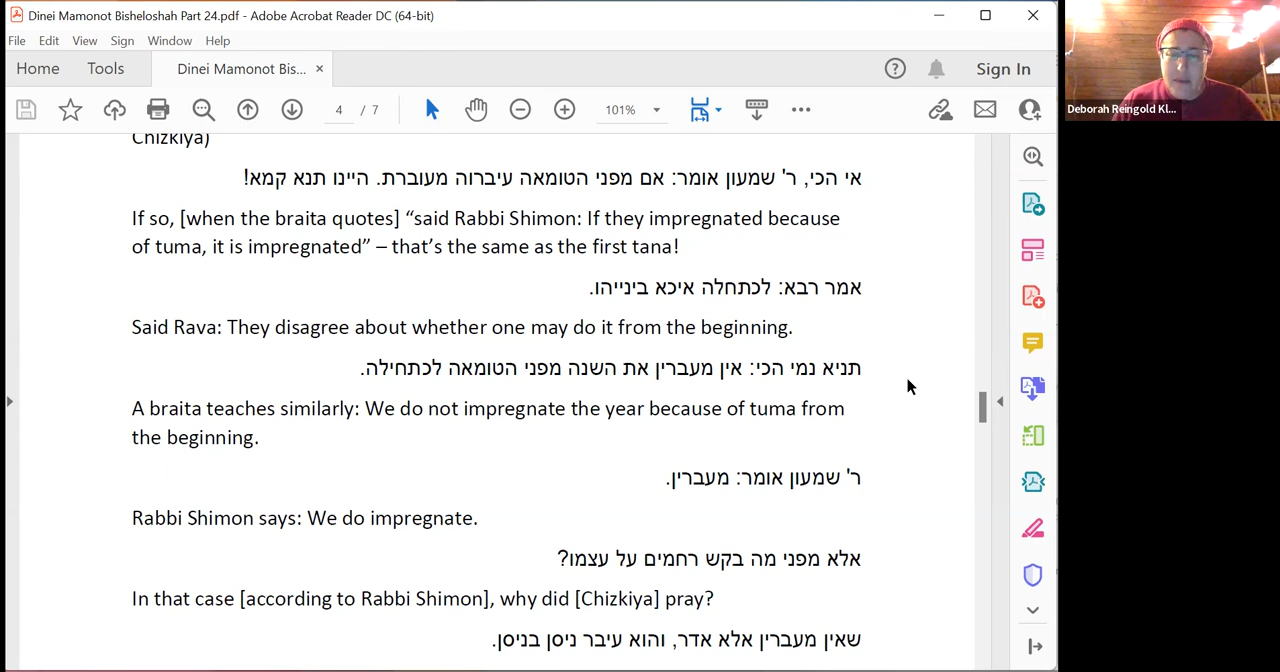 Dinei Mamonot Bisheloshah Part 24.pdf - Adobe Acrobat Reader DC (64-bit)
File Edit View Sign Window Help
Home Tools Dinei Mamonot Bis... × Sign In
4 / 7 101%
Chizkiya)
אי הכי, ר' שמעון אומר: אם מפני הטומאה עיברוה מעוברת. היינו תנא קמא!
If so, [when the braita quotes] “said Rabbi Shimon: If they impregnated because
of tuma, it is impregnated” – that’s the same as the first tana!
אמר רבא: לכתחלה איכא בינייהו.
Said Rava: They disagree about whether one may do it from the beginning.
תניא נמי הכי: אין מעברין את השנה מפני הטומאה לכתחילה.
A braita teaches similarly: We do not impregnate the year because of tuma from
the beginning.
ר' שמעון אומר: מעברין.
Rabbi Shimon says: We do impregnate.
אלא מפני מה בקש רחמים על עצמו?
In that case [according to Rabbi Shimon], why did [Chizkiya] pray?
שאין מעברין אלא אדר, והוא עיבר ניסן בניסן.
Deborah Reingold Kl...